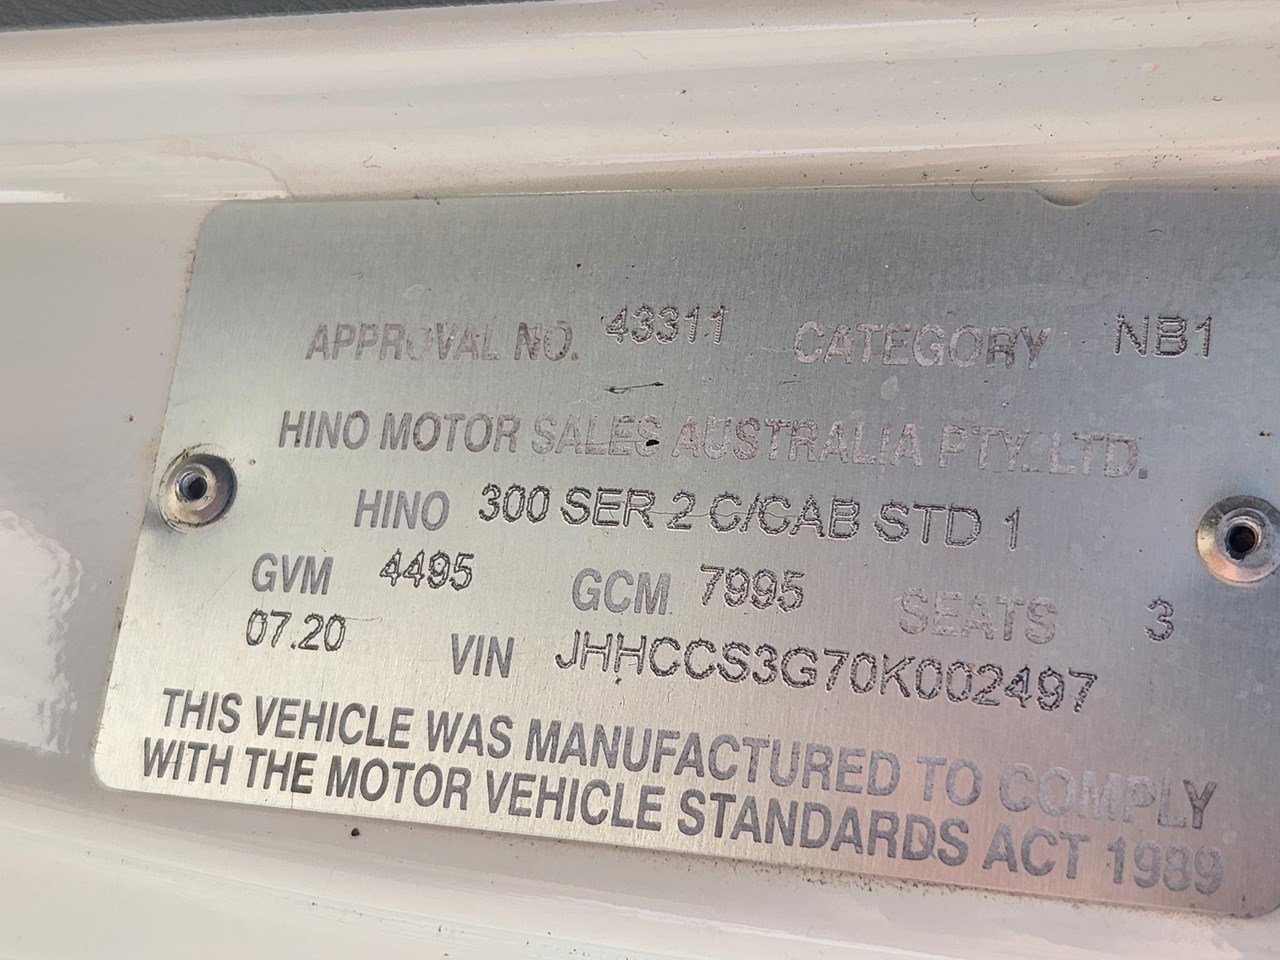 APPROVAL NO. 43311 CATEGORY NB1
HINO MOTOR SALES AUSTRALIA PTY. LTD.
HINO 300 SER 2 C/CAB STD 1
GVM 4495 GCM 7995 SEATS 3
07.20 VIN JHHCCS3G70K002497
THIS VEHICLE WAS MANUFACTURED TO COMPLY
WITH THE MOTOR VEHICLE STANDARDS ACT 1989